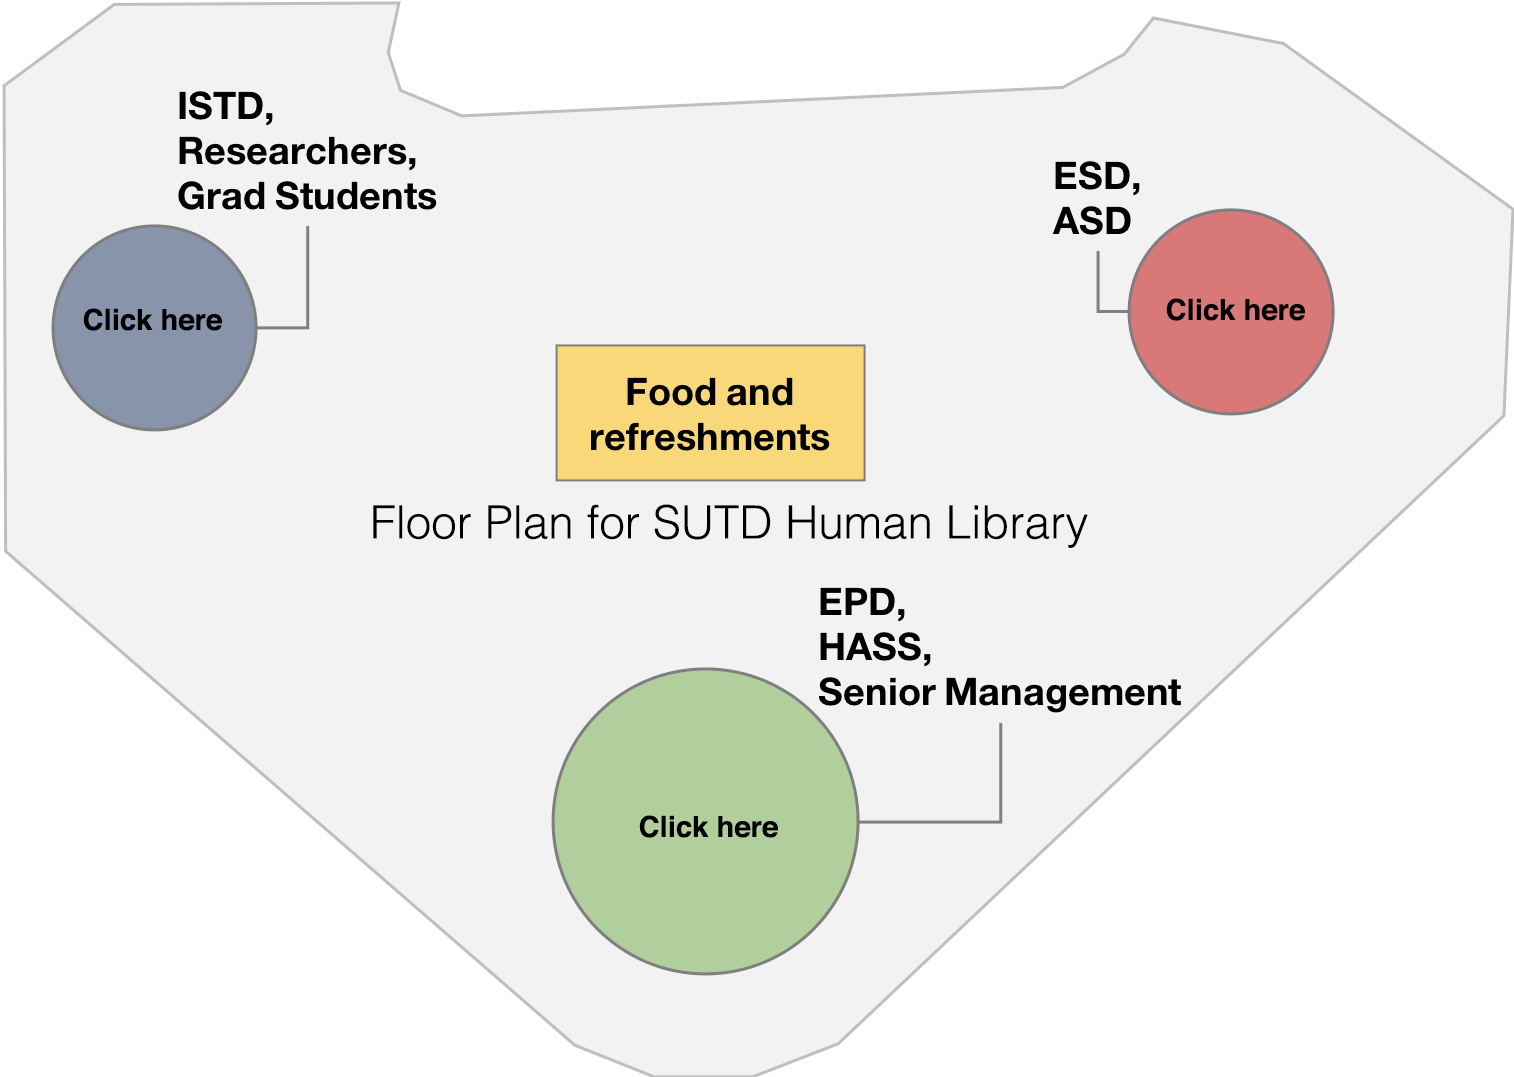 ISTD,
Researchers,
Grad Students
Click here
ESD,
ASD
Click here
Food and
refreshments
Floor Plan for SUTD Human Library
EPD,
HASS,
Senior Management
Click here